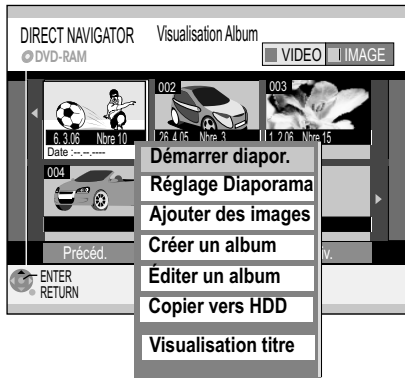 DIRECT NAVIGATOR Visualisation Album
DVD-RAM
VIDEO IMAGE
002 003
6.3.06 Nbre 10 26.4.05 Nbre 3 1.2.06 Nbre 15
Date :--.--.----
004
Démarrer diapor.
Réglage Diaporama
Ajouter des images
Créer un album
Éditer un album
Copier vers HDD
Visualisation titre
Précéd. iv.
ENTER
RETURN